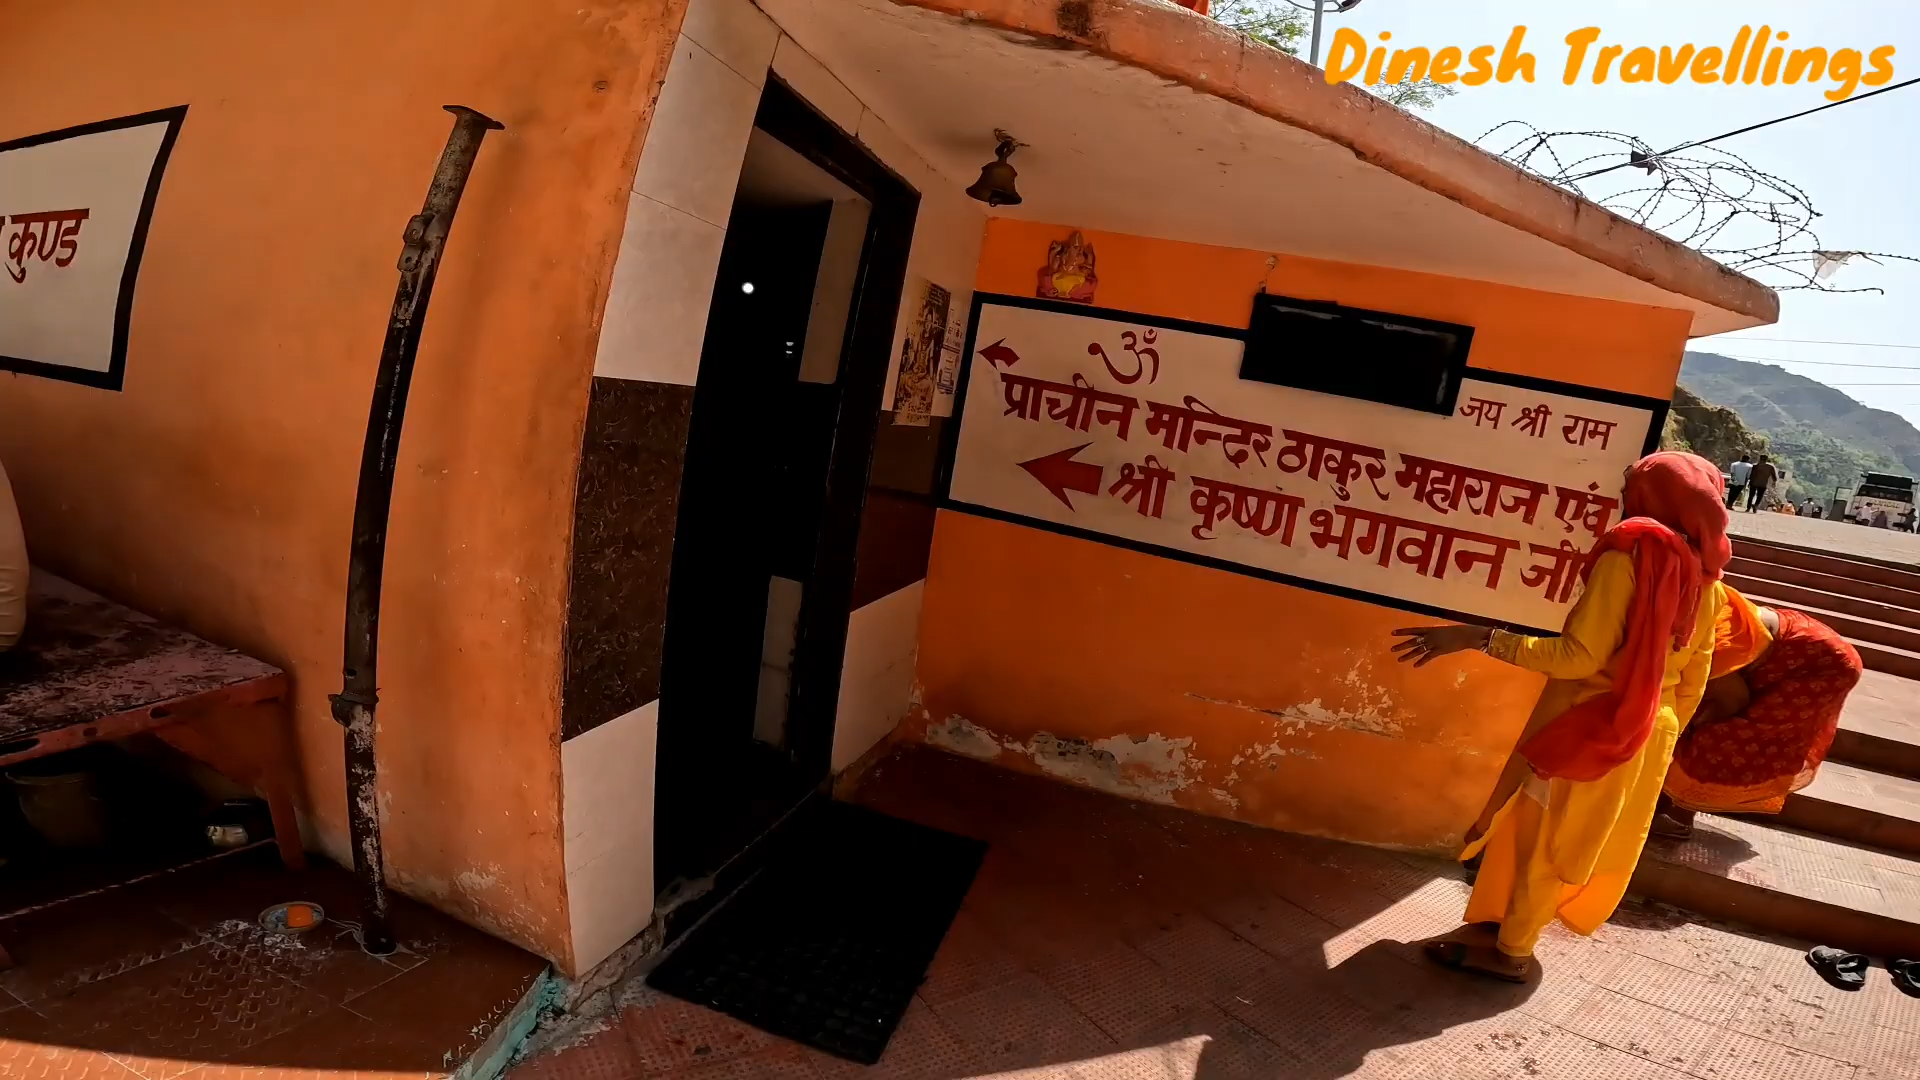 Dinesh Travellings
कुण्ड
ॐ
जय श्री राम
प्राचीन मन्दिर ठाकुर महाराज एवं
श्री कृष्ण भगवान जी